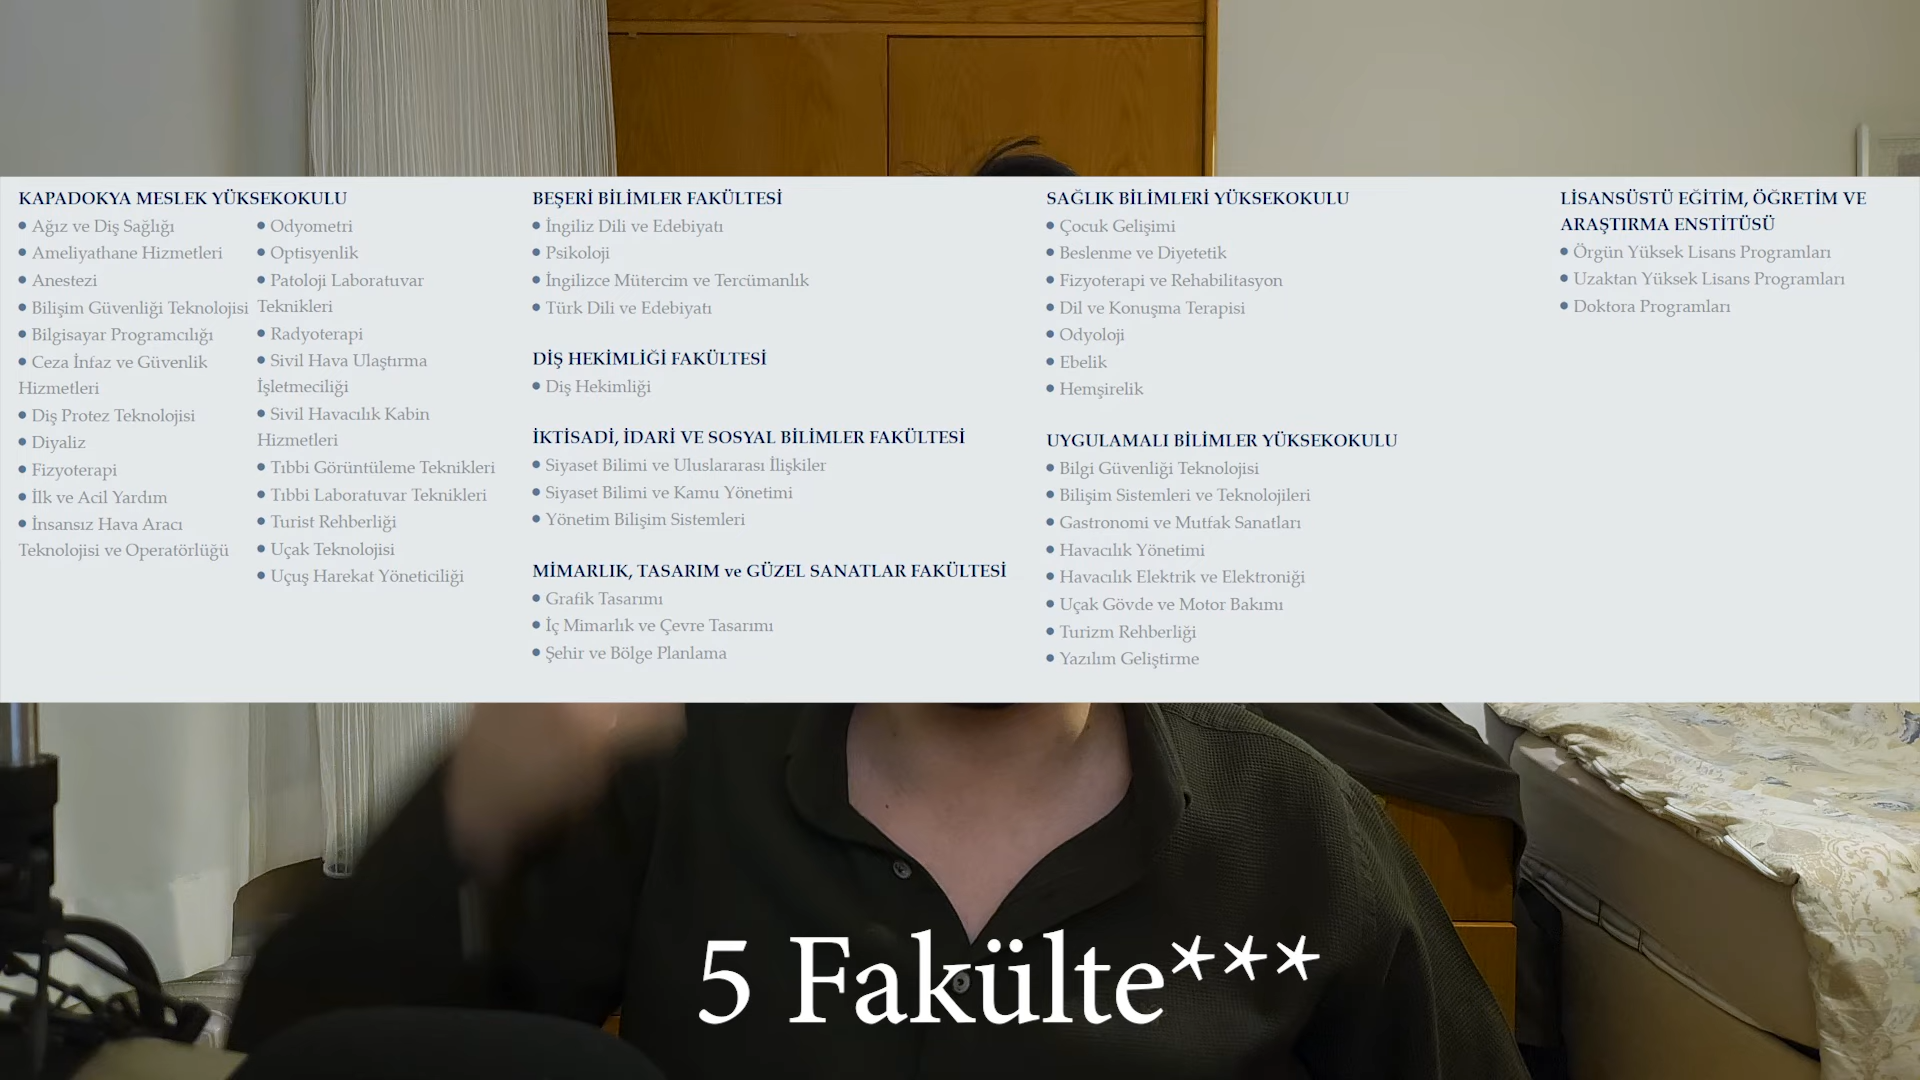 KAPADOKYA MESLEK YÜKSEKOKULU
• Ağız ve Diş Sağlığı
• Ameliyathane Hizmetleri
• Anestezi
• Bilişim Güvenliği Teknolojisi
• Bilgisayar Programcılığı
• Ceza İnfaz ve Güvenlik
Hizmetleri
• Diş Protez Teknolojisi
• Diyaliz
• Fizyoterapi
• İlk ve Acil Yardım
• İnsansız Hava Aracı
Teknolojisi ve Operatörlüğü
• Odyometri
• Optisyenlik
• Patoloji Laboratuvar
Teknikleri
• Radyoterapi
• Sivil Hava Ulaştırma
İşletmeciliği
• Sivil Havacılık Kabin
Hizmetleri
• Tıbbi Görüntüleme Teknikleri
• Tıbbi Laboratuvar Teknikleri
• Turist Rehberliği
• Uçak Teknolojisi
• Uçuş Harekat Yöneticiliği
BEŞERİ BİLİMLER FAKÜLTESİ
• İngiliz Dili ve Edebiyatı
• Psikoloji
• İngilizce Mütercim ve Tercümanlık
• Türk Dili ve Edebiyatı
DİŞ HEKİMLİĞİ FAKÜLTESİ
• Diş Hekimliği
İKTİSADİ, İDARİ VE SOSYAL BİLİMLER FAKÜLTESİ
• Siyaset Bilimi ve Uluslararası İlişkiler
• Siyaset Bilimi ve Kamu Yönetimi
• Yönetim Bilişim Sistemleri
MİMARLIK, TASARIM ve GÜZEL SANATLAR FAKÜLTESİ
• Grafik Tasarımı
• İç Mimarlık ve Çevre Tasarımı
• Şehir ve Bölge Planlama
SAĞLIK BİLİMLERİ YÜKSEKOKULU
• Çocuk Gelişimi
• Beslenme ve Diyetetik
• Fizyoterapi ve Rehabilitasyon
• Dil ve Konuşma Terapisi
• Odyoloji
• Ebelik
• Hemşirelik
UYGULAMALI BİLİMLER YÜKSEKOKULU
• Bilgi Güvenliği Teknolojisi
• Bilişim Sistemleri ve Teknolojileri
• Gastronomi ve Mutfak Sanatları
• Havacılık Yönetimi
• Havacılık Elektrik ve Elektroniği
• Uçak Gövde ve Motor Bakımı
• Turizm Rehberliği
• Yazılım Geliştirme
LİSANSÜSTÜ EĞİTİM, ÖĞRETİM VE
ARAŞTIRMA ENSTİTÜSÜ
• Örgün Yüksek Lisans Programları
• Uzaktan Yüksek Lisans Programları
• Doktora Programları
5 Fakülte***